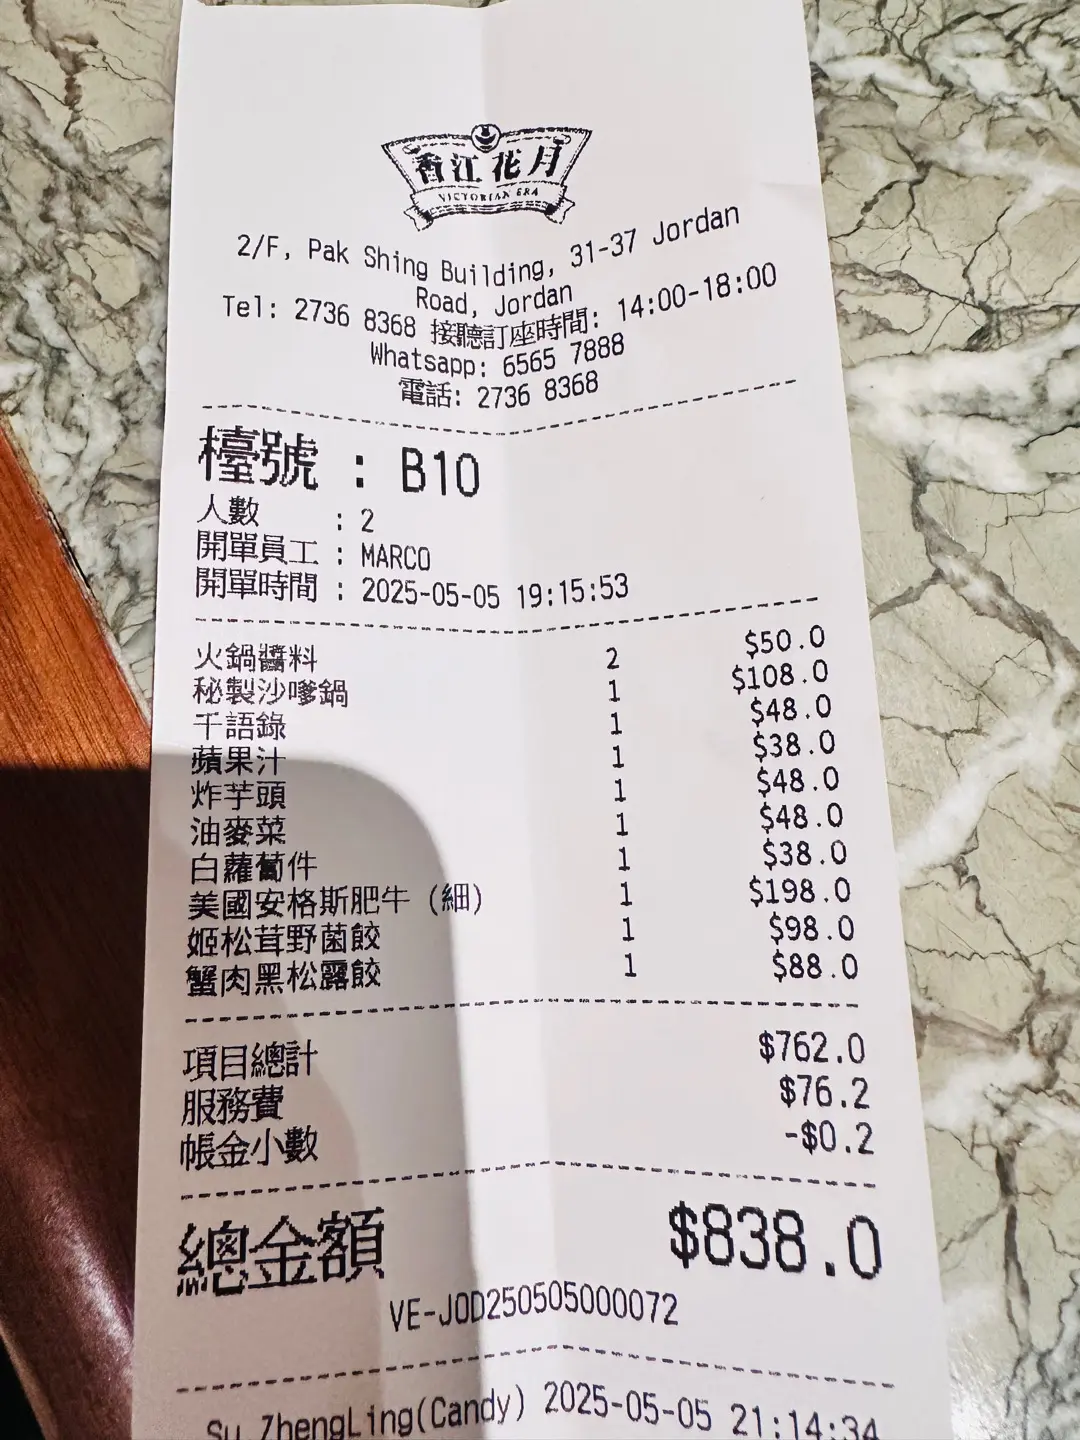 香江花月
VICTORIAN ERA
2/F, Pak Shing Building, 31-37 Jordan
Road, Jordan
Tel: 2736 8368 接聽訂座時間: 14:00-18:00
Whatsapp: 6565 7888
電話: 2736 8368
檯號 : B10
人數 : 2
開單員工 : MARCO
開單時間 : 2025-05-05 19:15:53
火鍋醬料 2 $50.0
秘製沙嗲鍋 1 $108.0
千語錄 1 $48.0
蘋果汁 1 $38.0
炸芋頭 1 $48.0
油麥菜 1 $48.0
白蘿蔔件 1 $38.0
美國安格斯肥牛 (細) 1 $198.0
姬松茸野菌餃 1 $98.0
蟹肉黑松露餃 1 $88.0
項目總計 $762.0
服務費 $76.2
帳金小數 -$0.2
總金額 $838.0
VE-JOD250505000072
Su ZhengLing(Candy) 2025-05-05 21:14:34